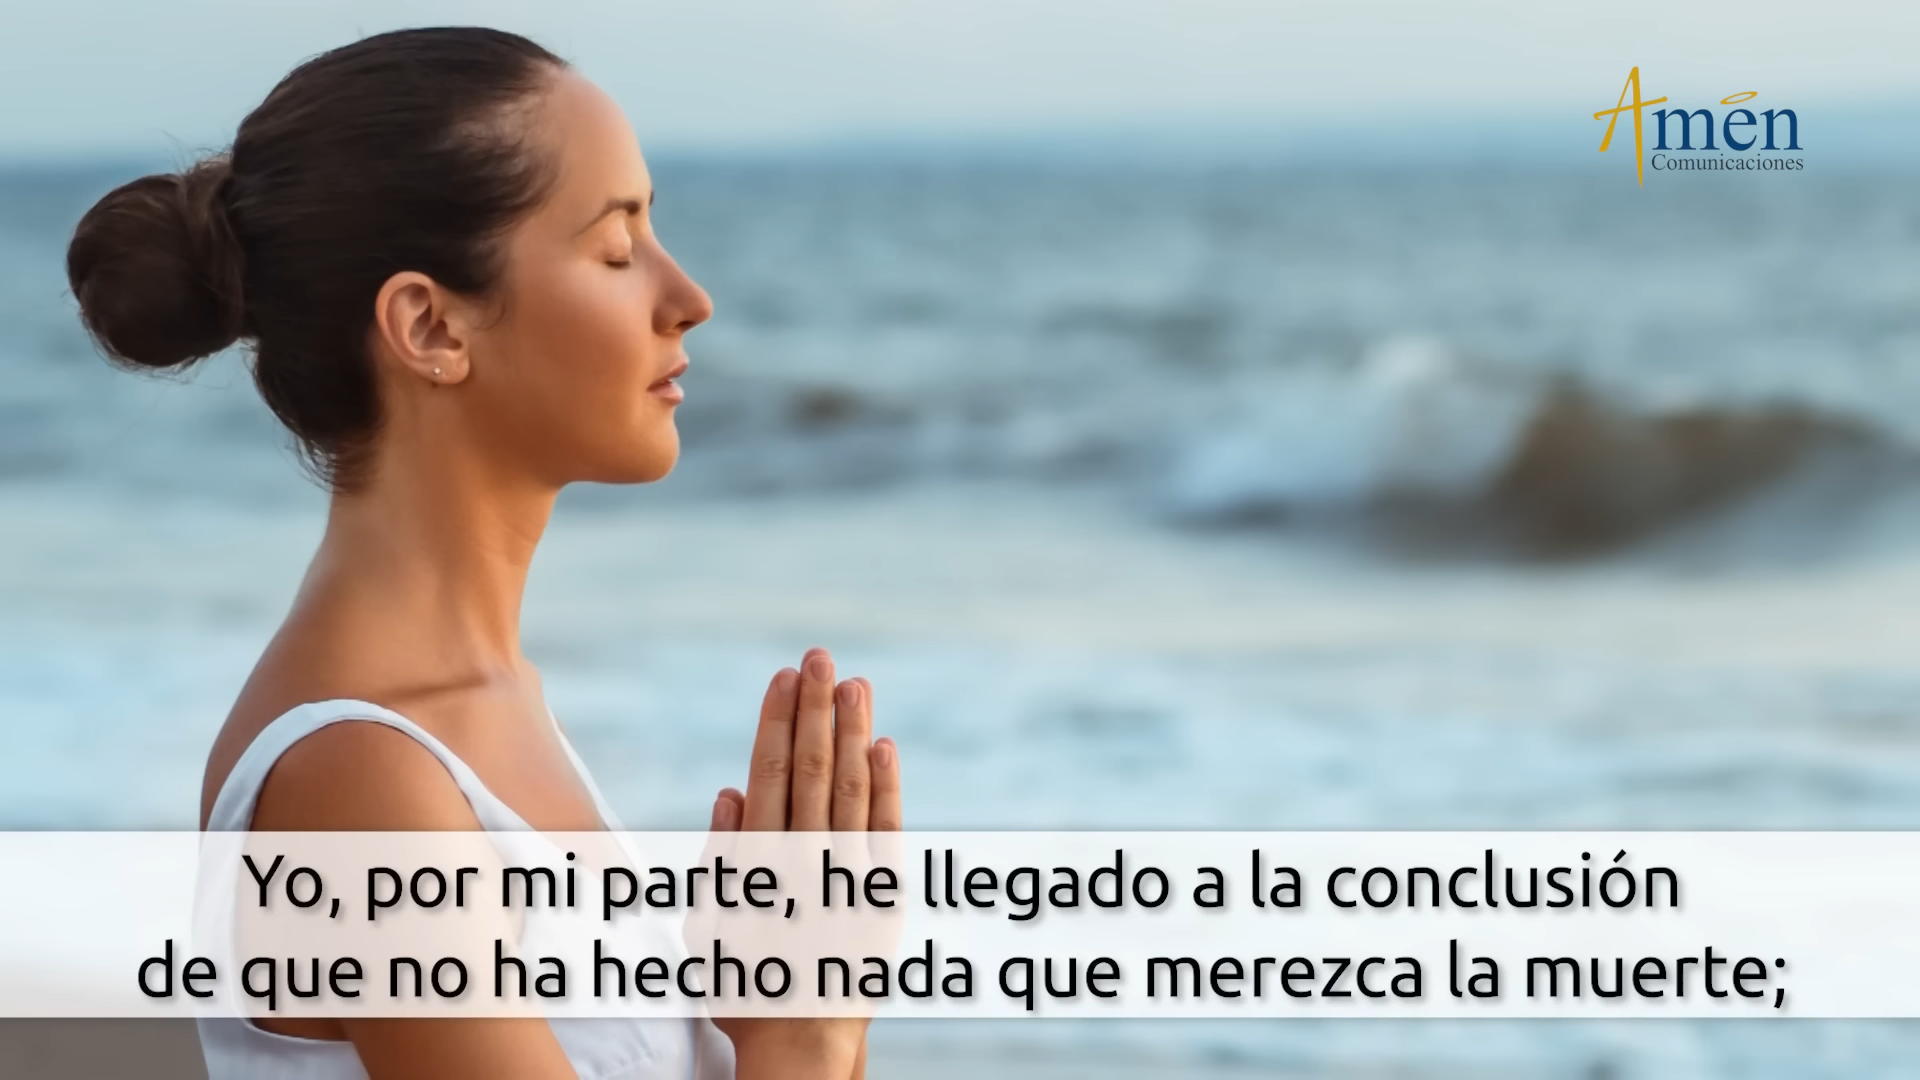 Amén
Comunicaciones
Yo, por mi parte, he llegado a la conclusión
de que no ha hecho nada que merezca la muerte;